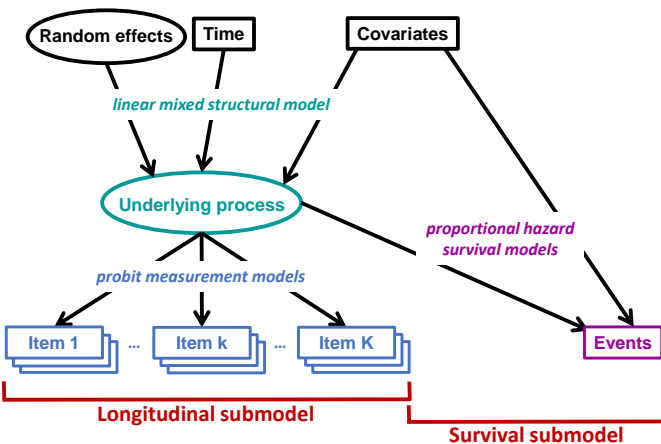 Random effects
Time
Covariates
linear mixed structural model
Underlying process
proportional hazard
survival models
probit measurement models
Item 1
...
Item k
...
Item K
Events
Longitudinal submodel
Survival submodel